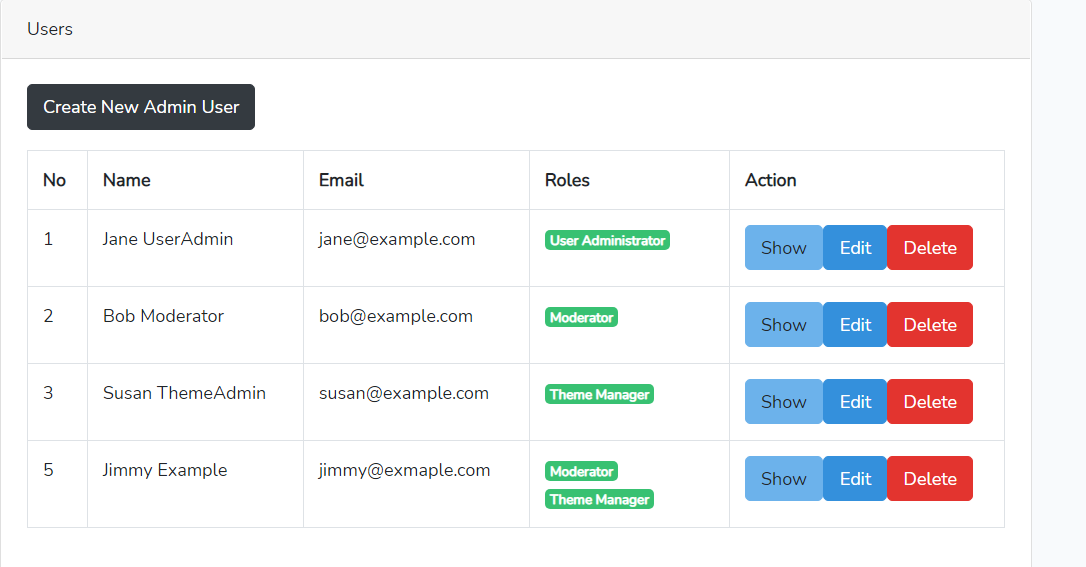 Users
Create New Admin User
No Name Email Roles Action
1 Jane UserAdmin jane@example.com User Administrator Show Edit Delete
2 Bob Moderator bob@example.com Moderator Show Edit Delete
3 Susan ThemeAdmin susan@example.com Theme Manager Show Edit Delete
5 Jimmy Example jimmy@exmaple.com Moderator Show Edit Delete
Theme Manager